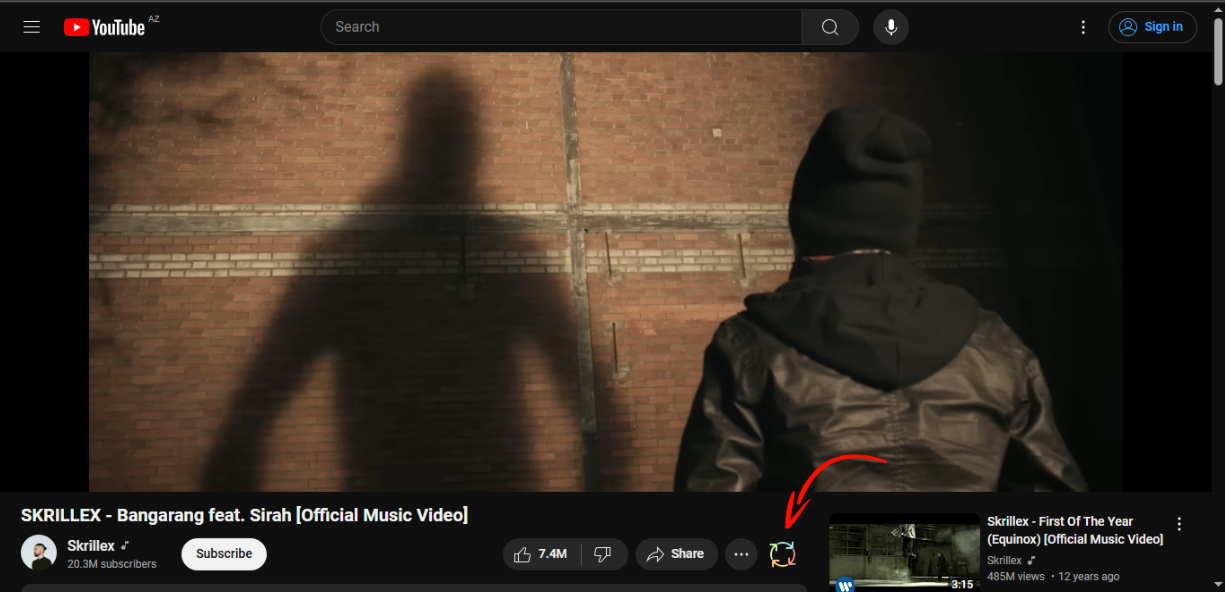 YouTube AZ
Search
Sign in
SKRILLEX - Bangarang feat. Sirah [Official Music Video]
Skrillex
20.3M subscribers
Subscribe
7.4M
Share
3:15
Skrillex - First Of The Year
(Equinox) [Official Music Video]
Skrillex
485M views • 12 years ago